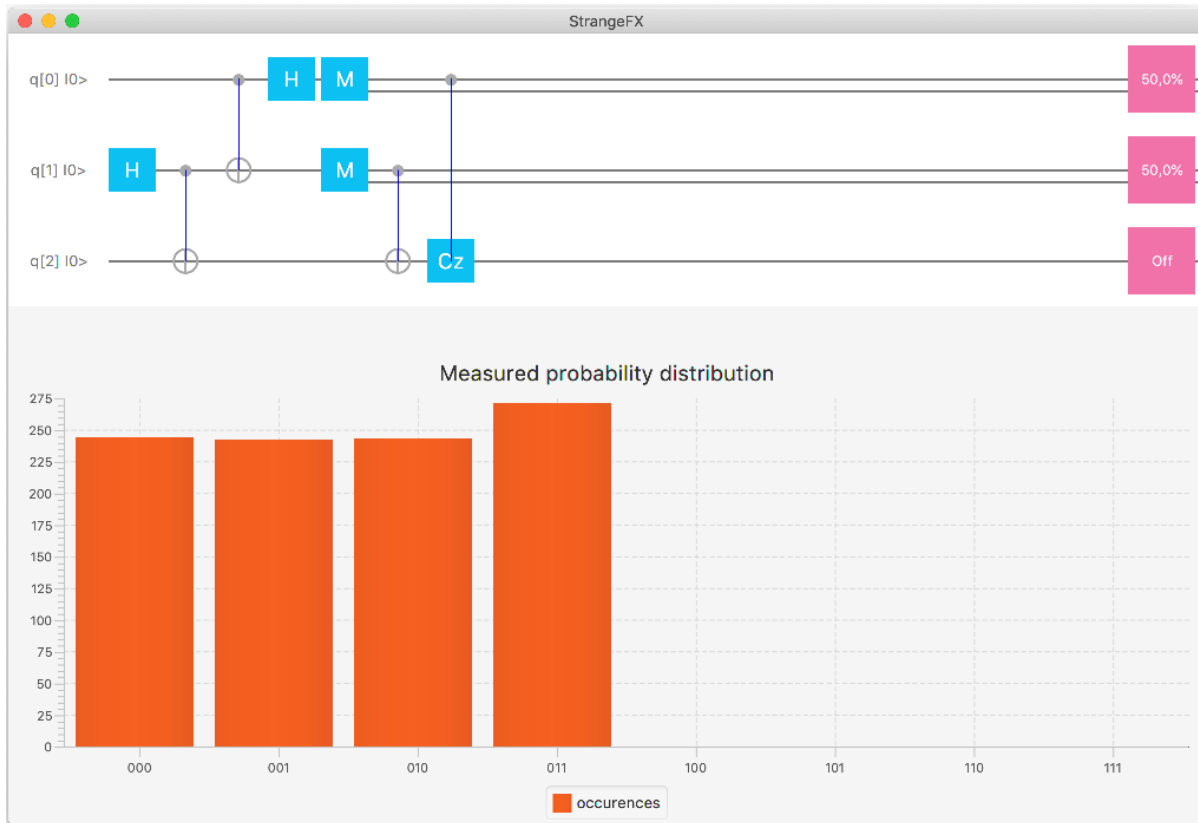 StrangeFX
q[0] I0> H M 50,0%
q[1] I0> H M 50,0%
q[2] I0> Cz Off
Measured probability distribution
275
250
225
200
175
150
125
100
75
50
25
0
000 001 010 011 100 101 110 111
occurences